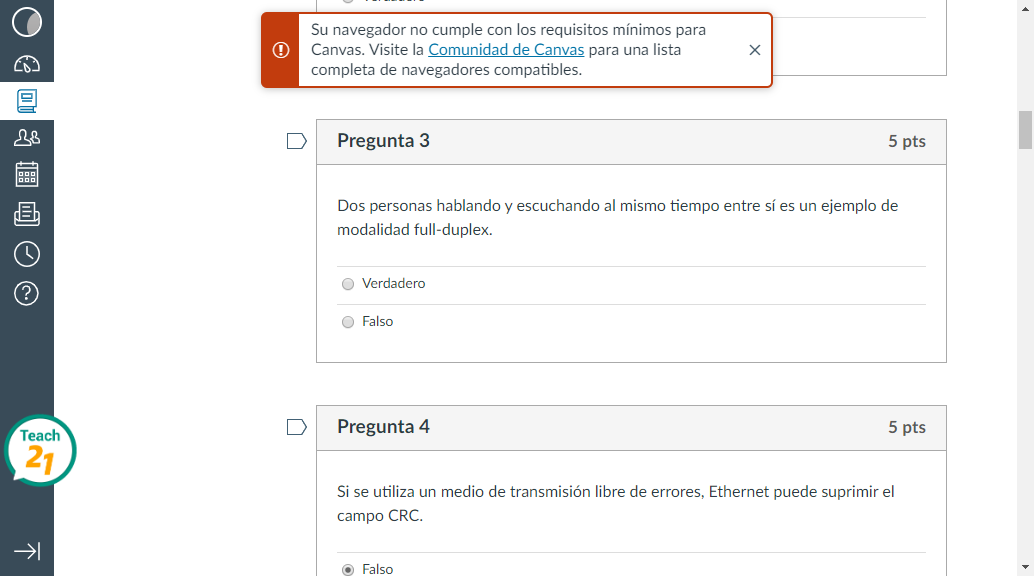 Verdadero
Su navegador no cumple con los requisitos mínimos para
Canvas. Visite la Comunidad de Canvas para una lista
completa de navegadores compatibles.
Pregunta 3
5 pts
Dos personas hablando y escuchando al mismo tiempo entre sí es un ejemplo de
modalidad full-duplex.
Verdadero
Falso
Pregunta 4
5 pts
Teach
21
Si se utiliza un medio de transmisión libre de errores, Ethernet puede suprimir el
campo CRC.
Falso